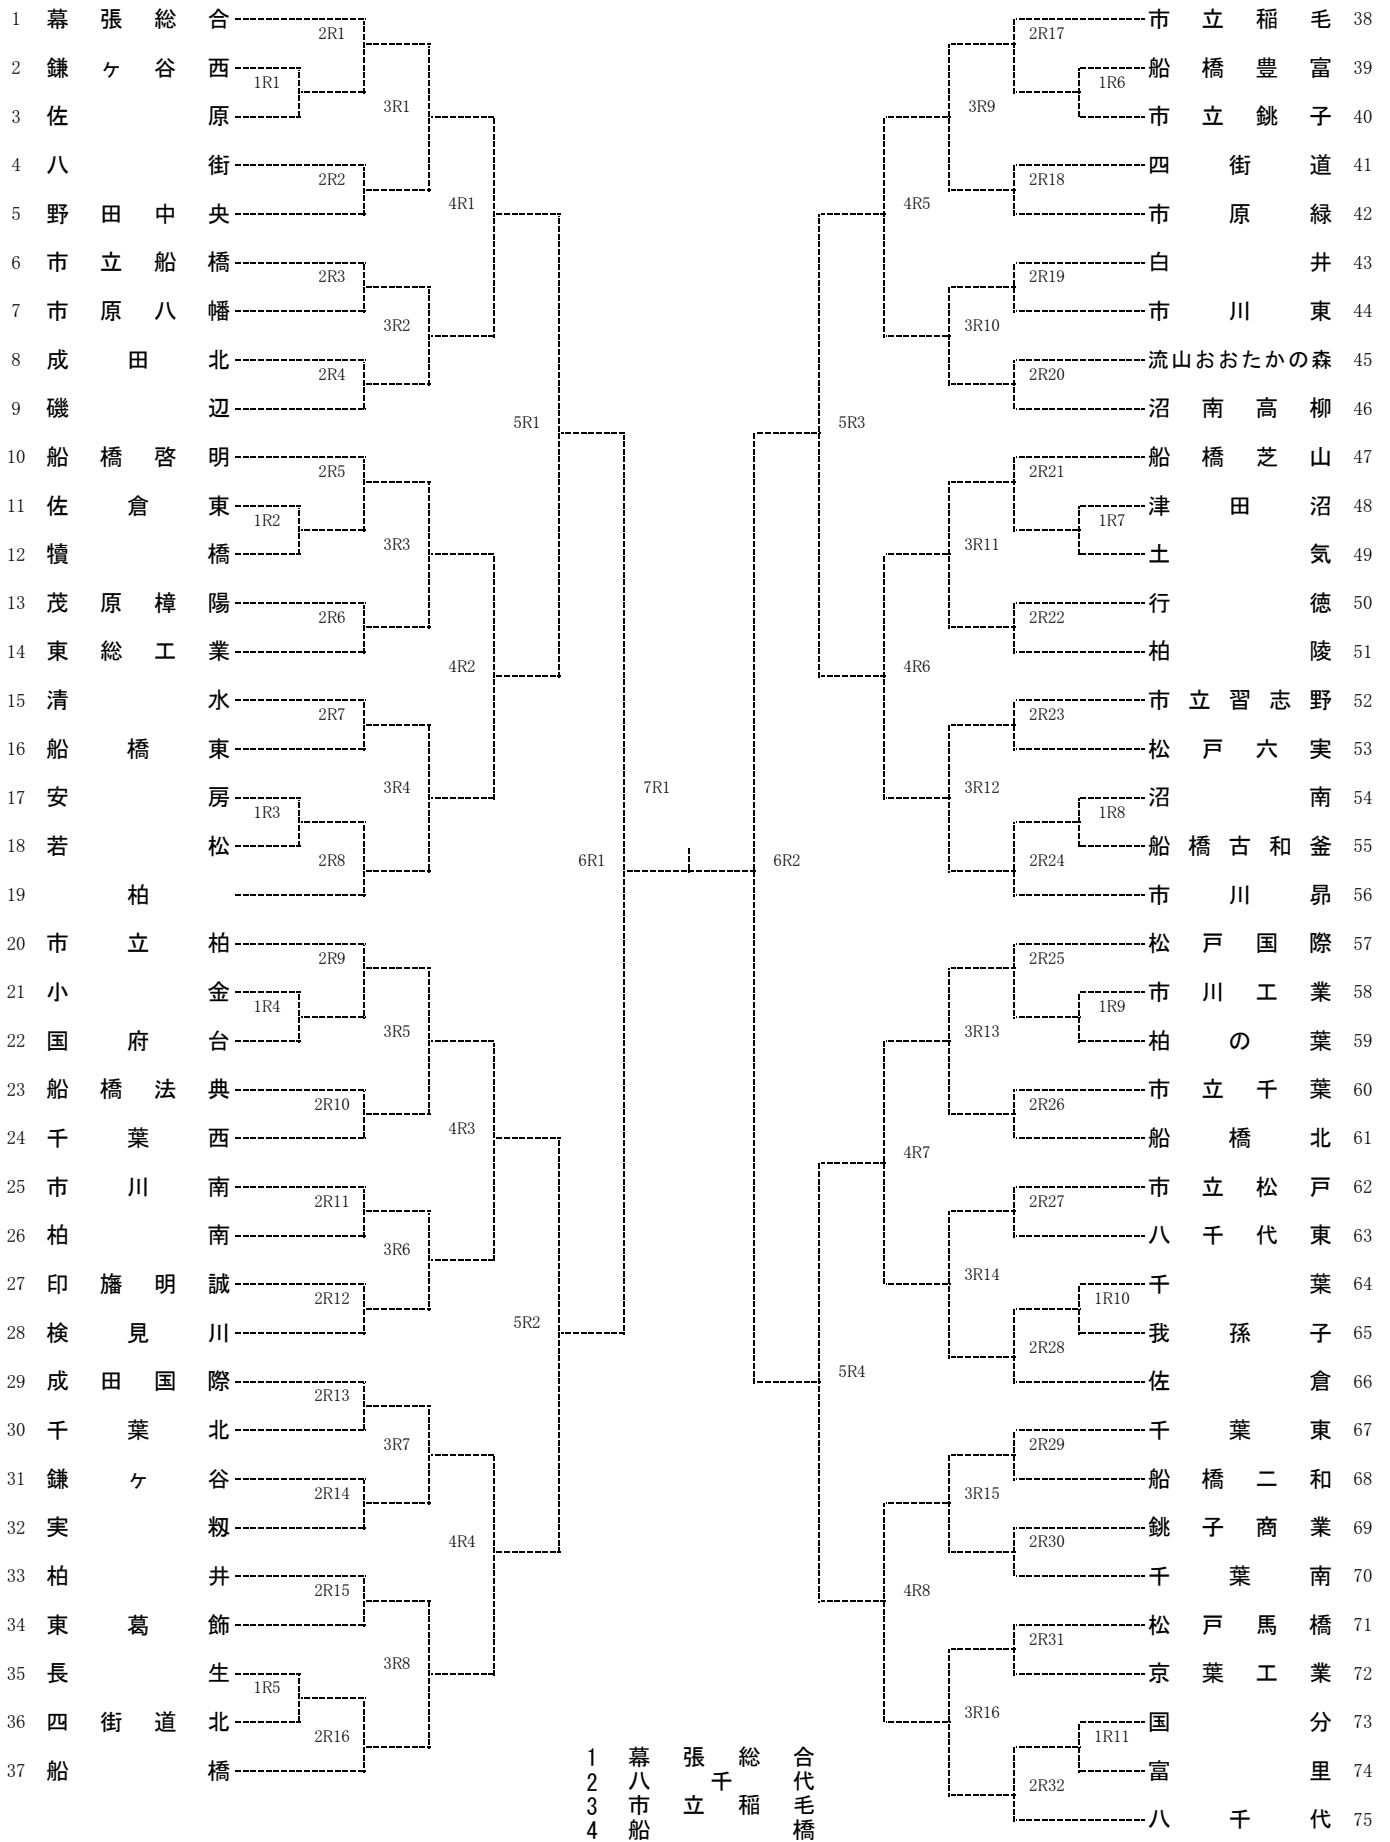 1 幕張総合
2R1
2 鎌ヶ谷西
1R1
3 佐原
3R1
4 八街
2R2
5 野田中央
4R1
6 市立船橋
2R3
7 市原八幡
3R2
8 成田北
2R4
9 磯辺
5R1
10 船橋啓明
2R5
11 佐倉東
1R2
12 犢橋
3R3
13 茂原樟陽
2R6
14 東総工業
4R2
15 清水
2R7
16 船橋東
3R4
17 安房
1R3
18 若松
2R8
19 柏
6R1
7R1
20 市立柏
2R9
21 小金
1R4
22 国府台
3R5
23 船橋法典
2R10
24 千葉西
4R3
25 市川南
2R11
26 柏南
3R6
27 印旛明誠
2R12
28 検見川
5R2
29 成田国際
2R13
30 千葉北
3R7
31 鎌ヶ谷
2R14
32 実籾
4R4
33 柏井
2R15
34 東葛飾
3R8
35 長生
1R5
36 四街道北
2R16
37 船橋
市立稲毛 38
2R17
船橋豊富 39
1R6
市立銚子 40
3R9
四街道 41
2R18
市原緑 42
4R5
白井 43
2R19
市川東 44
3R10
流山おおたかの森 45
2R20
沼南高柳 46
5R3
船橋芝山 47
2R21
津田沼 48
1R7
土気 49
3R11
行徳 50
2R22
柏陵 51
4R6
市立習志野 52
2R23
松戸六実 53
3R12
沼南 54
1R8
船橋古和釜 55
2R24
市川昴 56
6R2
松戸国際 57
2R25
市川工業 58
1R9
柏の葉 59
3R13
市立千葉 60
2R26
船橋北 61
4R7
市立松戸 62
2R27
八千代東 63
3R14
千葉 64
1R10
我孫子 65
2R28
佐倉 66
5R4
千葉東 67
2R29
船橋二和 68
3R15
銚子商業 69
2R30
千葉南 70
4R8
松戸馬橋 71
2R31
京葉工業 72
3R16
国分 73
1R11
富里 74
2R32
八千代 75
1 幕張総合
2 八千代
3 市立稲毛
4 船橋